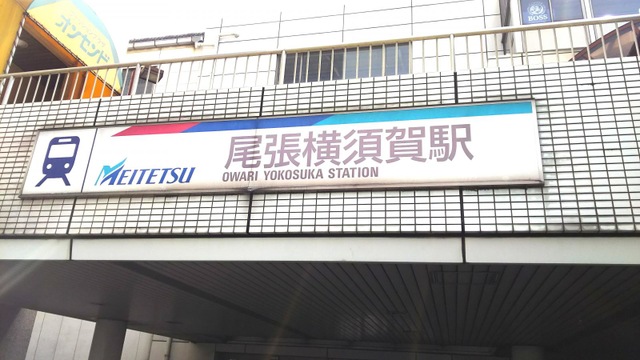 BOSS
MEITETSU
尾張横須賀駅
OWARI YOKOSUKA STATION